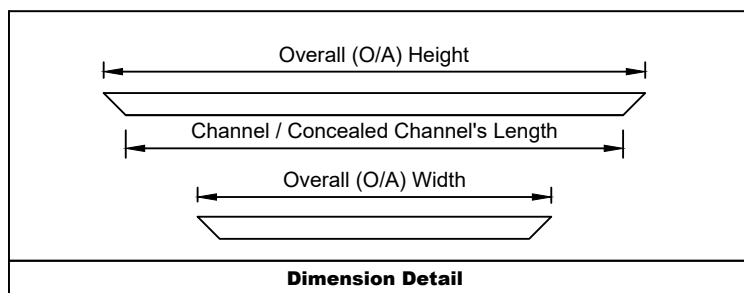 Overall (O/A) Height
Channel / Concealed Channel's Length
Overall (O/A) Width
Dimension Detail